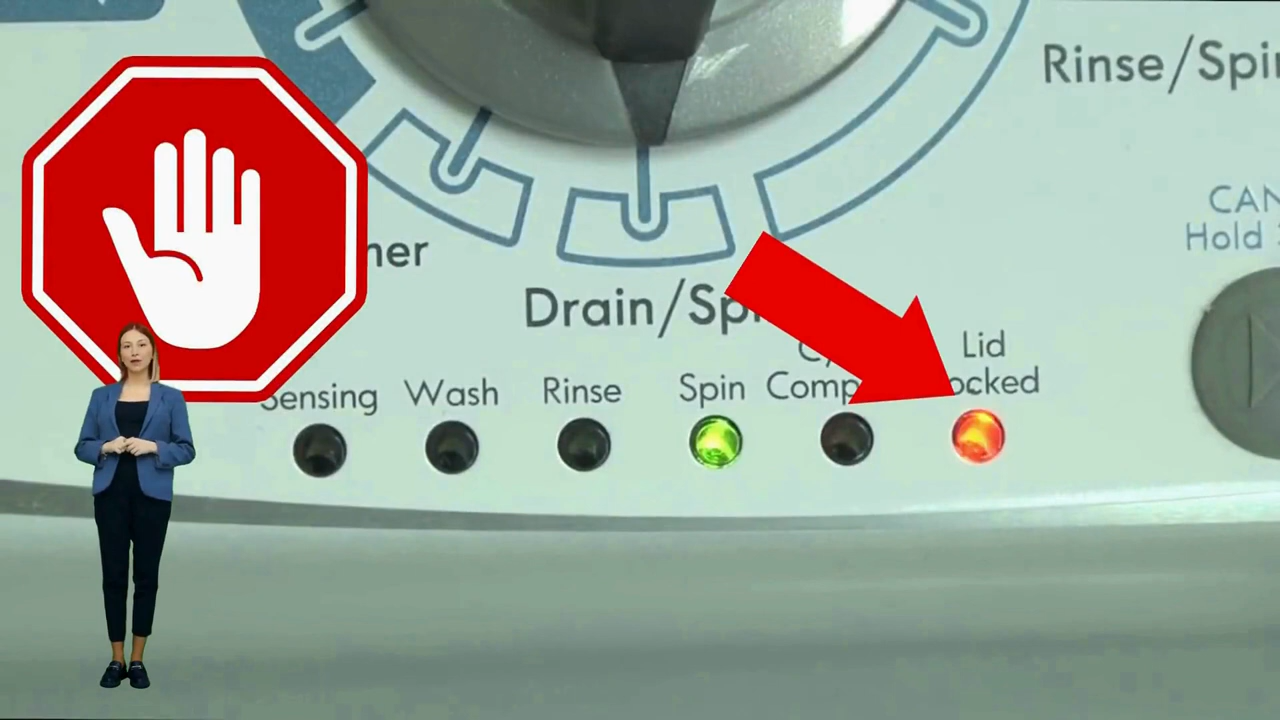 Rinse/Spi
CAN
Hold
ner
Drain/Sp
Lid
ocked
Sensing Wash Rinse Spin Comp